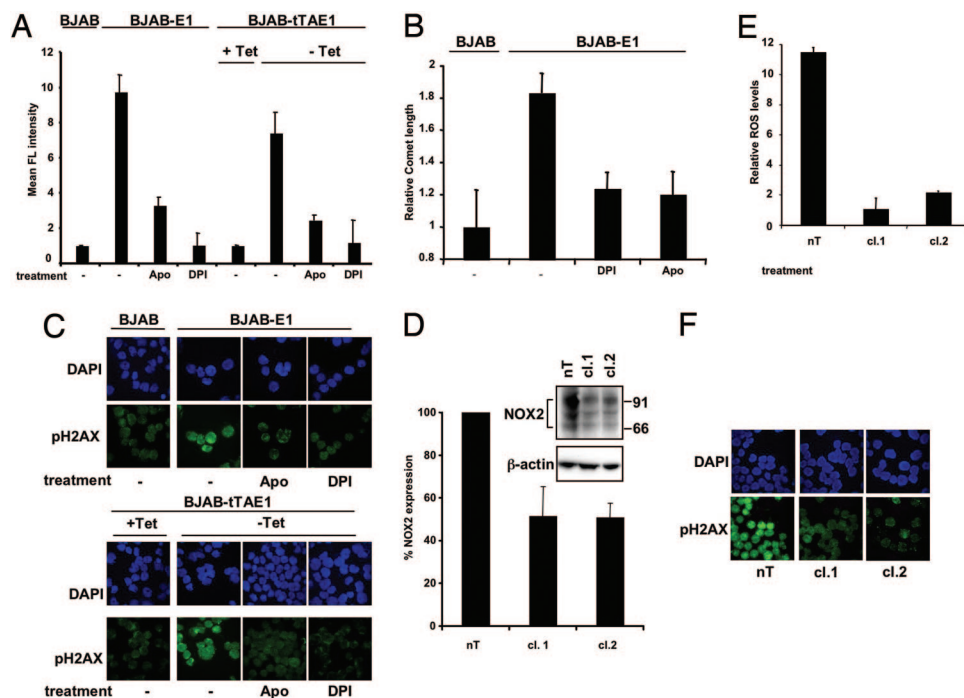 A
BJAB BJAB-E1 BJAB-tTAE1
+ Tet - Tet
Mean FL intensity
12
10
8
6
4
2
0
treatment - - Apo DPI - - Apo DPI
B
BJAB BJAB-E1
Relative Comet length
2
1.8
1.6
1.4
1.2
1
0.8
- - DPI Apo
E
Relative ROS levels
12
10
8
6
4
2
0
nT cl.1 cl.2
treatment
C
BJAB BJAB-E1
DAPI
pH2AX
treatment - - Apo DPI
BJAB-tTAE1
+Tet -Tet
DAPI
pH2AX
treatment - - Apo DPI
D
nT cl.1 cl.2
NOX2
91
66
β-actin
% NOX2 expression
100
80
60
40
20
0
nT cl. 1 cl.2
F
DAPI
pH2AX
nT cl.1 cl.2